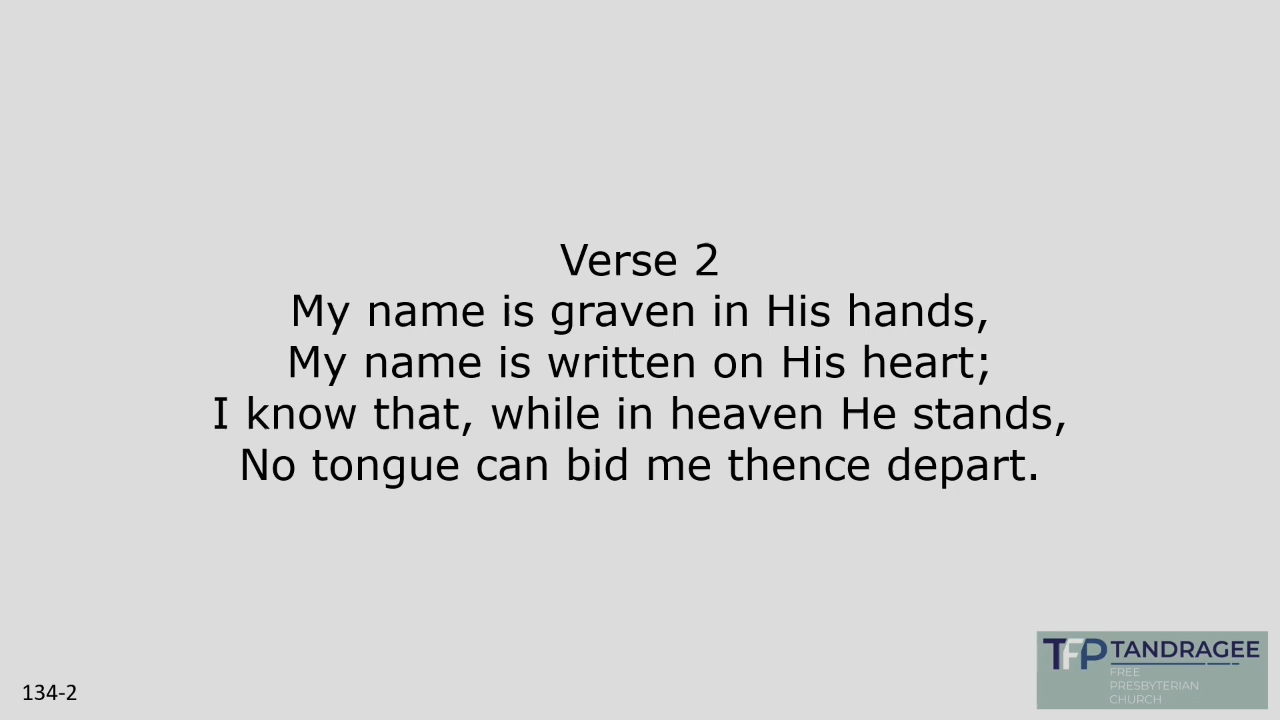 Verse 2
My name is graven in His hands,
My name is written on His heart;
I know that, while in heaven He stands,
No tongue can bid me thence depart.
134-2
TFP TANDRAGEE
FREE
PRESBYTERIAN
CHURCH